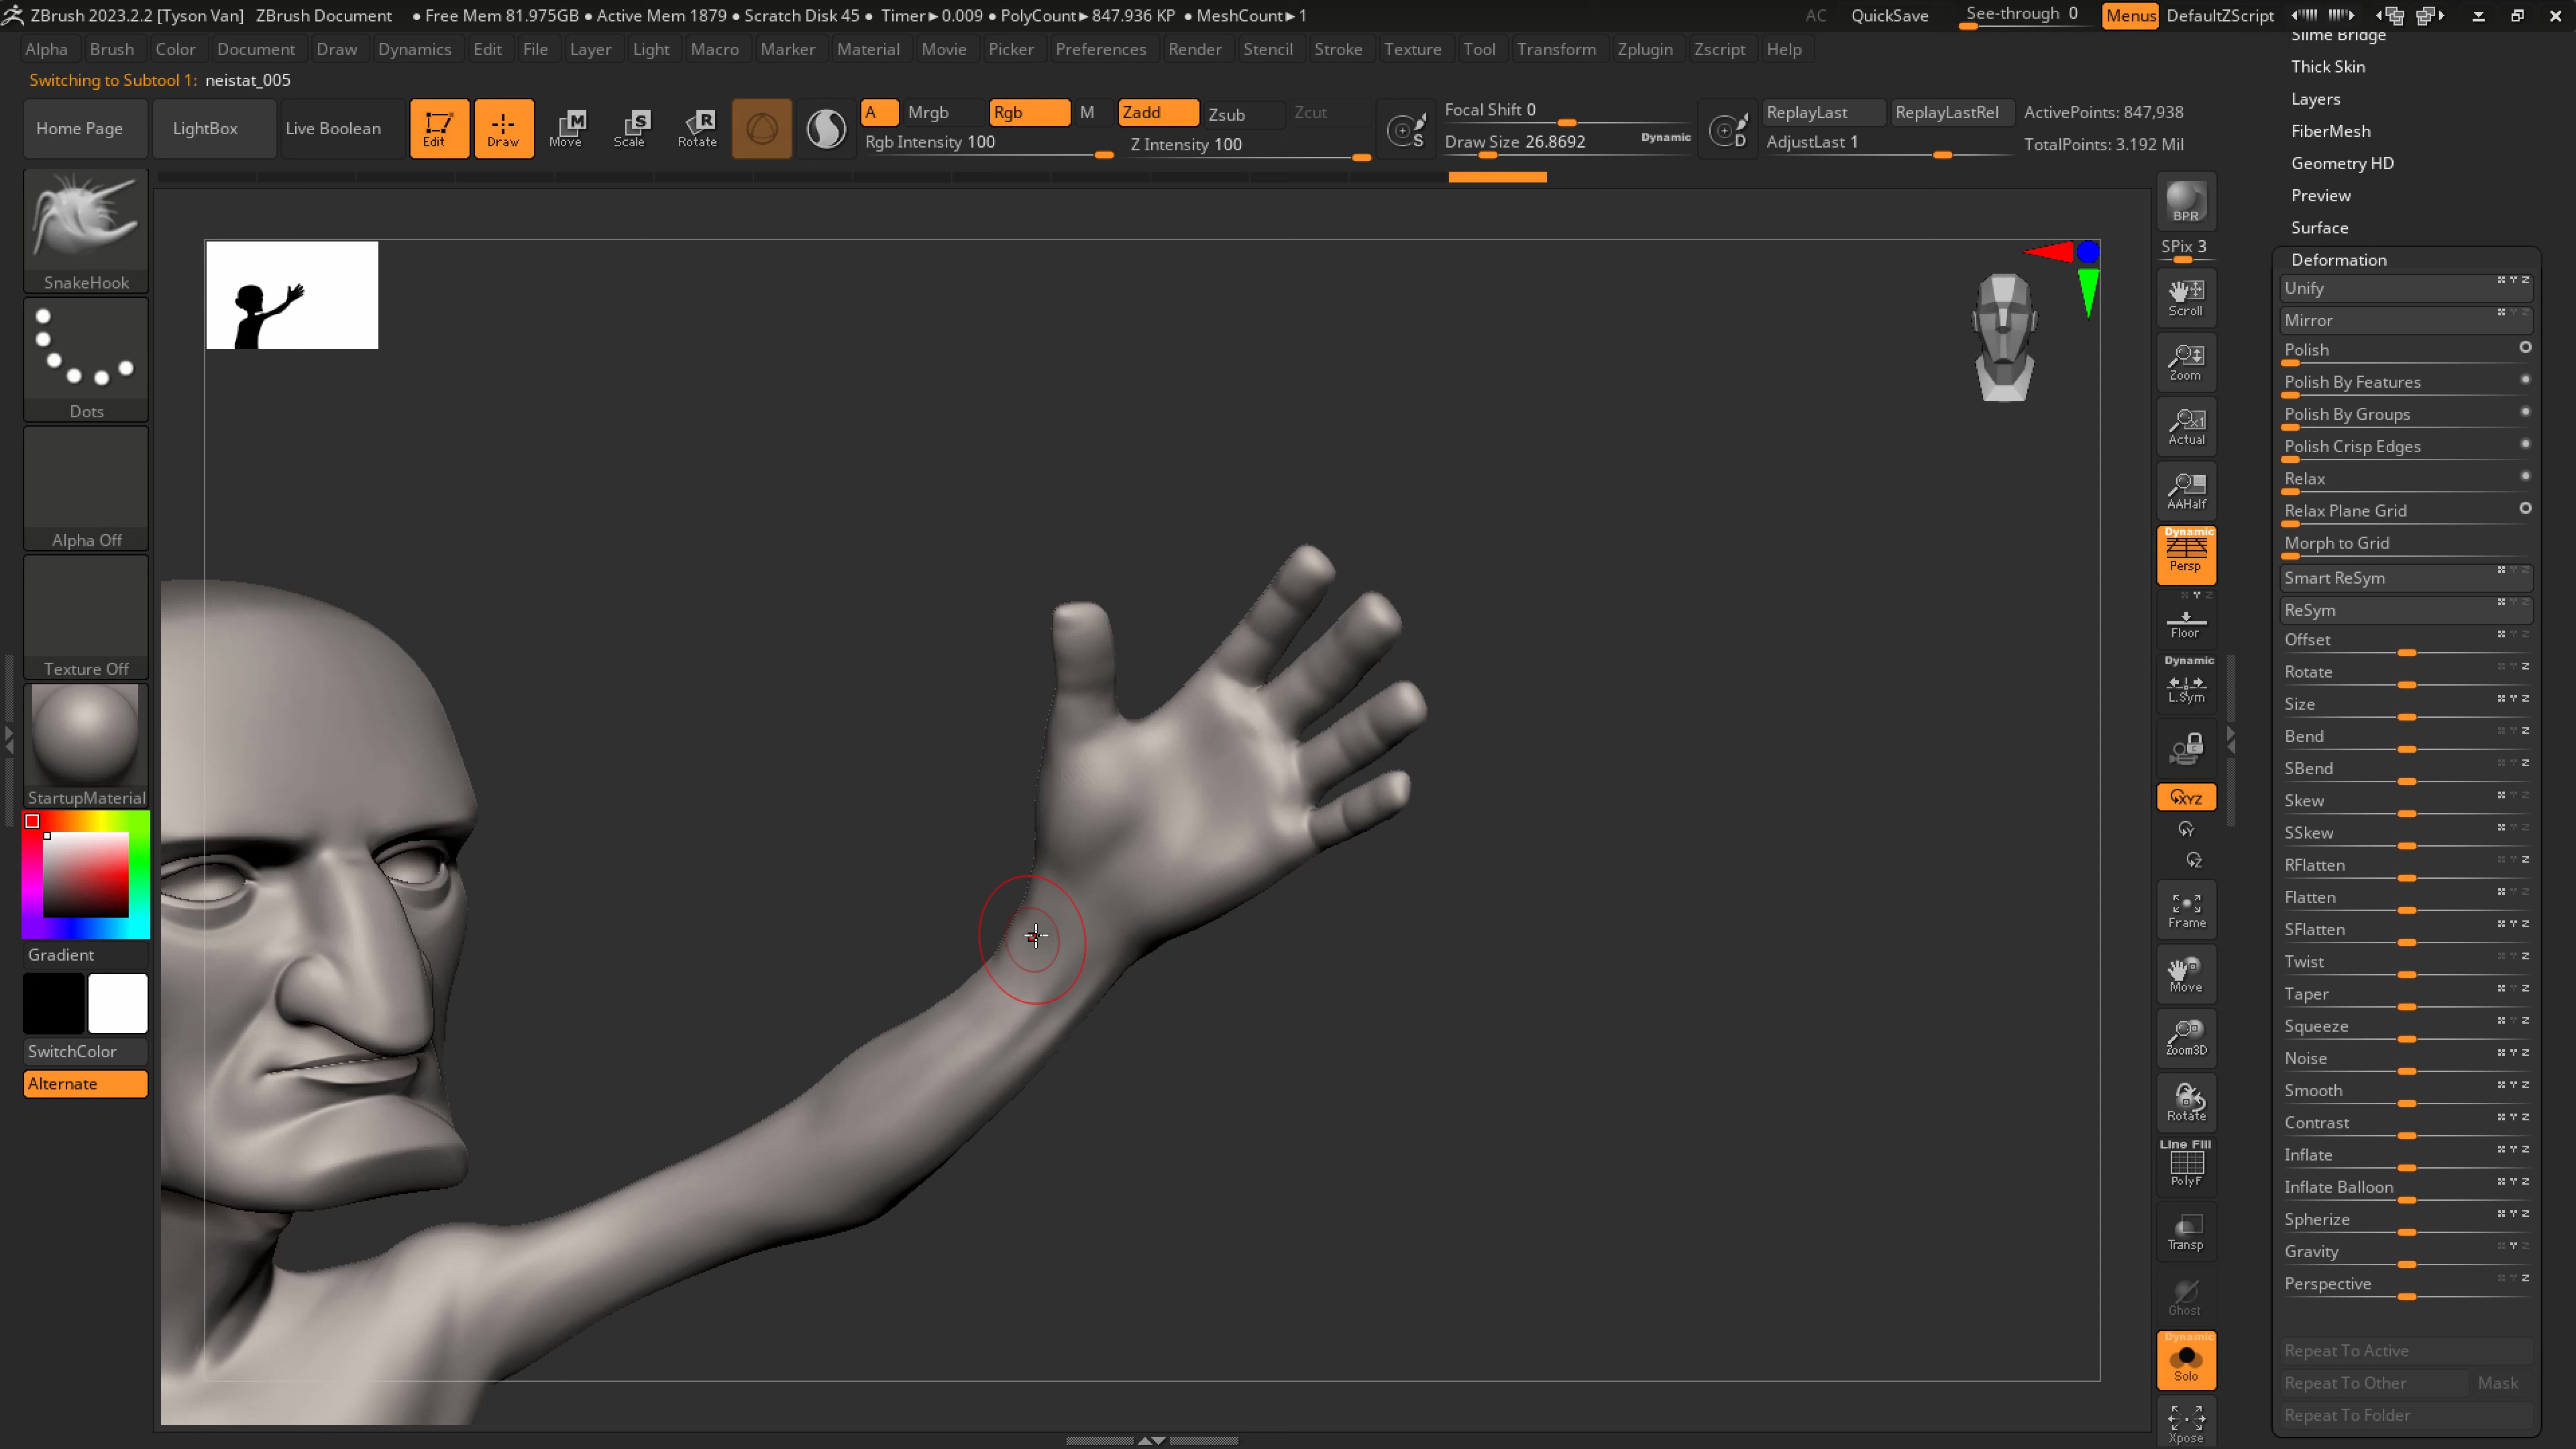 ZBrush 2023.2.2 [Tyson Van] ZBrush Document ● Free Mem 81.975GB ● Active Mem 1879 ● Scratch Disk 45 ● Timer►0.009 ● PolyCount►847.936 KP ● MeshCount►1 AC QuickSave See-through 0 Menus DefaultZScript
Alpha Brush Color Document Draw Dynamics Edit File Layer Light Macro Marker Material Movie Picker Preferences Render Stencil Stroke Texture Tool Transform Zplugin Zscript Help
Switching to Subtool 1: neistat_005
Home Page LightBox Live Boolean Edit Draw Move Scale Rotate
M S R
A Mrgb Rgb M Zadd Zsub Zcut
Rgb Intensity 100 Z Intensity 100
S Focal Shift 0
Draw Size 26.8692 Dynamic
D ReplayLast ReplayLastRel ActivePoints: 847,938
AdjustLast 1 TotalPoints: 3.192 Mil
SnakeHook
Dots
Alpha Off
Texture Off
StartupMaterial
Gradient
SwitchColor
Alternate
BPR
SPix 3
Scroll
Zoom
x1
Actual
AAHalf
Dynamic
Persp
Floor
Dynamic
L.Sym
XYZ
Y
Z
Frame
Move
Zoom3D
Rotate
Line Fill
PolyF
Transp
Ghost
Dynamic
Solo
Xpose
Slime Bridge
Thick Skin
Layers
FiberMesh
Geometry HD
Preview
Surface
Deformation
Unify
Mirror
Polish
Polish By Features
Polish By Groups
Polish Crisp Edges
Relax
Relax Plane Grid
Morph to Grid
Smart ReSym
ReSym
Offset
Rotate
Size
Bend
SBend
Skew
SSkew
RFlatten
Flatten
SFlatten
Twist
Taper
Squeeze
Noise
Smooth
Contrast
Inflate
Inflate Balloon
Spherize
Gravity
Perspective
Repeat To Active
Repeat To Other Mask
Repeat To Folder